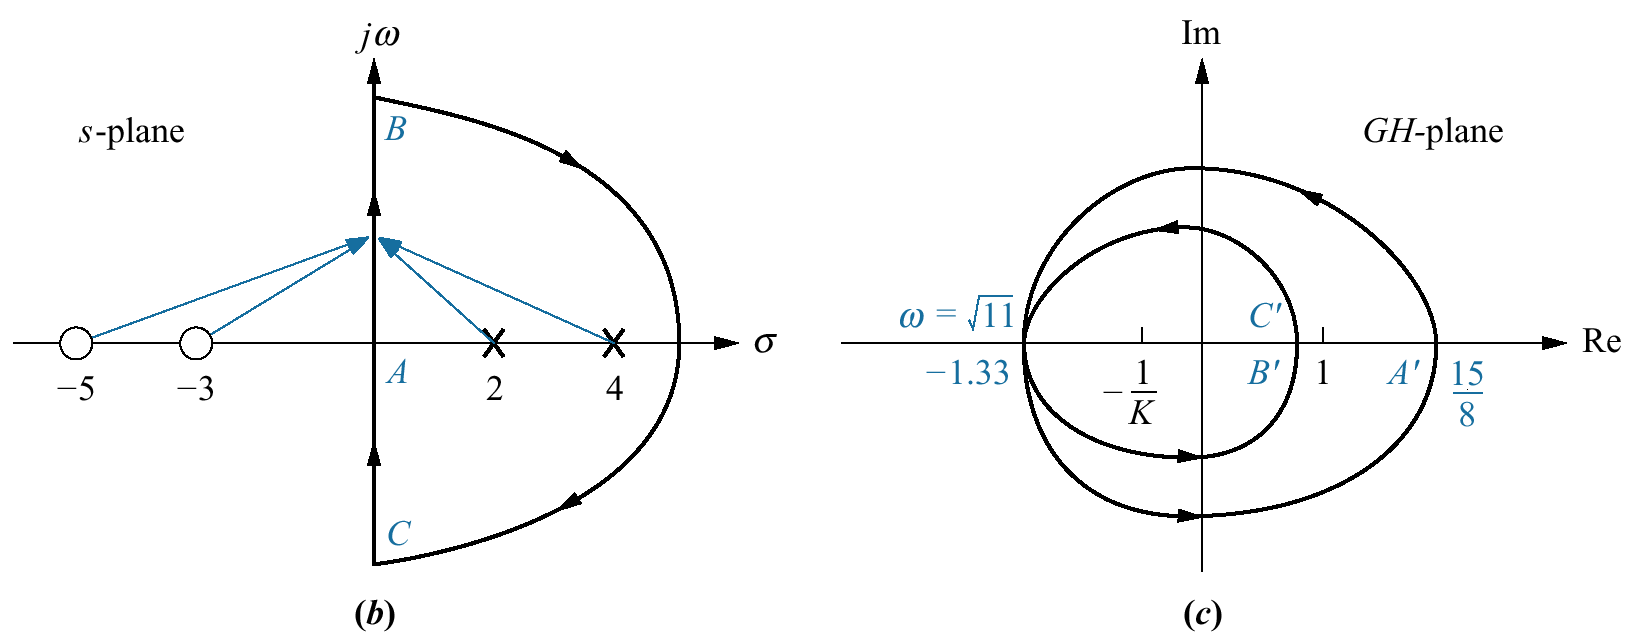 jω
s-plane
B
A
σ
−5
−3
2
4
C
(b)
Im
GH-plane
ω = √11
C′
Re
−1.33
−1/K
B′
1
A′
15/8
(c)